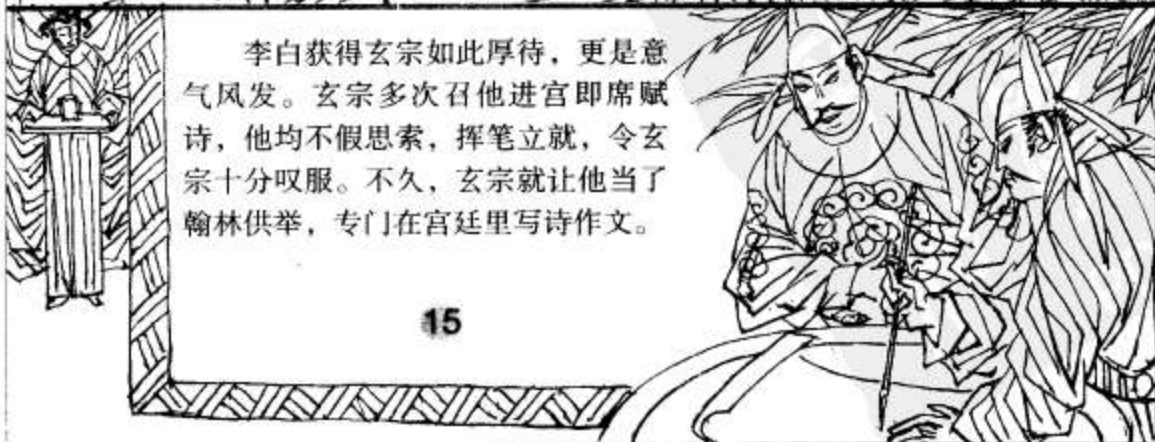 李白获得玄宗如此厚待，更是意
气风发。玄宗多次召他进宫即席赋
诗，他均不假思索，挥笔立就，令玄
宗十分叹服。不久，玄宗就让他当了
翰林供举，专门在宫廷里写诗作文。
15